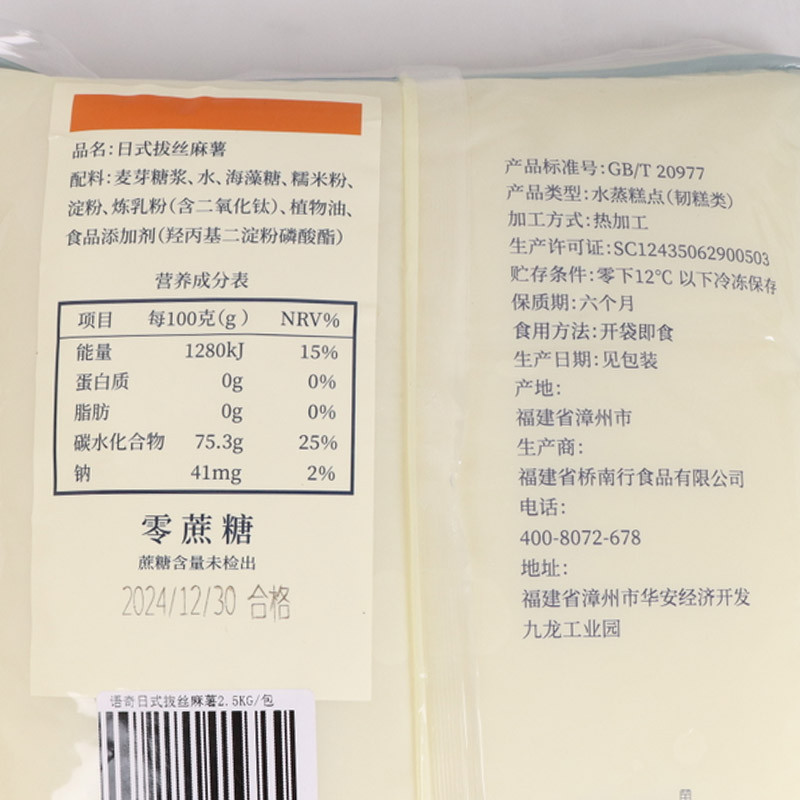 品名:日式拔丝麻薯
配料:麦芽糖浆、水、海藻糖、糯米粉、
淀粉、炼乳粉(含二氧化钛)、植物油、
食品添加剂(羟丙基二淀粉磷酸酯)
营养成分表
项目 每100克(g) NRV%
能量 1280kJ 15%
蛋白质 0g 0%
脂肪 0g 0%
碳水化合物 75.3g 25%
钠 41mg 2%
零蔗糖
蔗糖含量未检出
2024/12/30 合格
语奇日式拔丝麻薯2.5KG/包
产品标准号:GB/T 20977
产品类型:水蒸糕点(韧糕类)
加工方式:热加工
生产许可证:SC12435062900503
贮存条件:零下12℃ 以下冷冻保存
保质期:六个月
食用方法:开袋即食
生产日期:见包装
产地:
福建省漳州市
生产商:
福建省桥南行食品有限公司
电话:
400-8072-678
地址:
福建省漳州市华安经济开发
九龙工业园